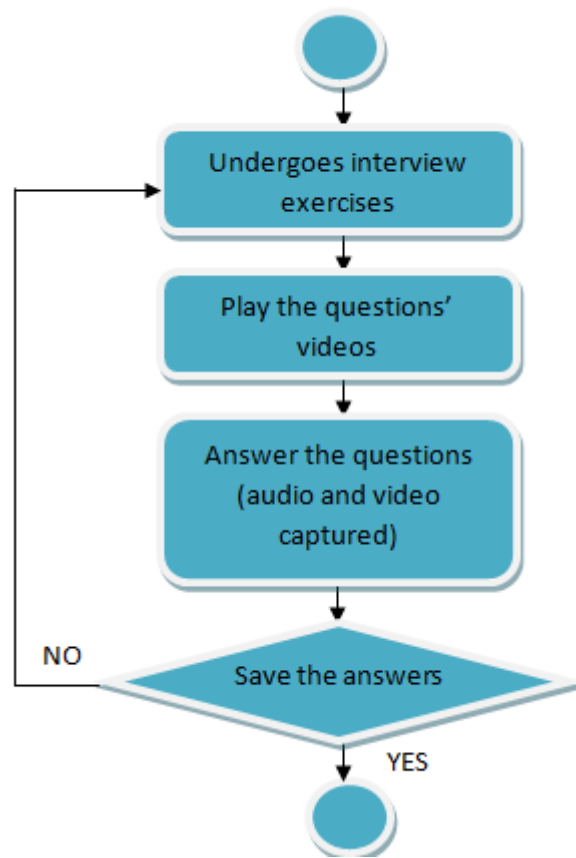 Undergoes interview
exercises
Play the questions’
videos
Answer the questions
(audio and video
captured)
NO
Save the answers
YES